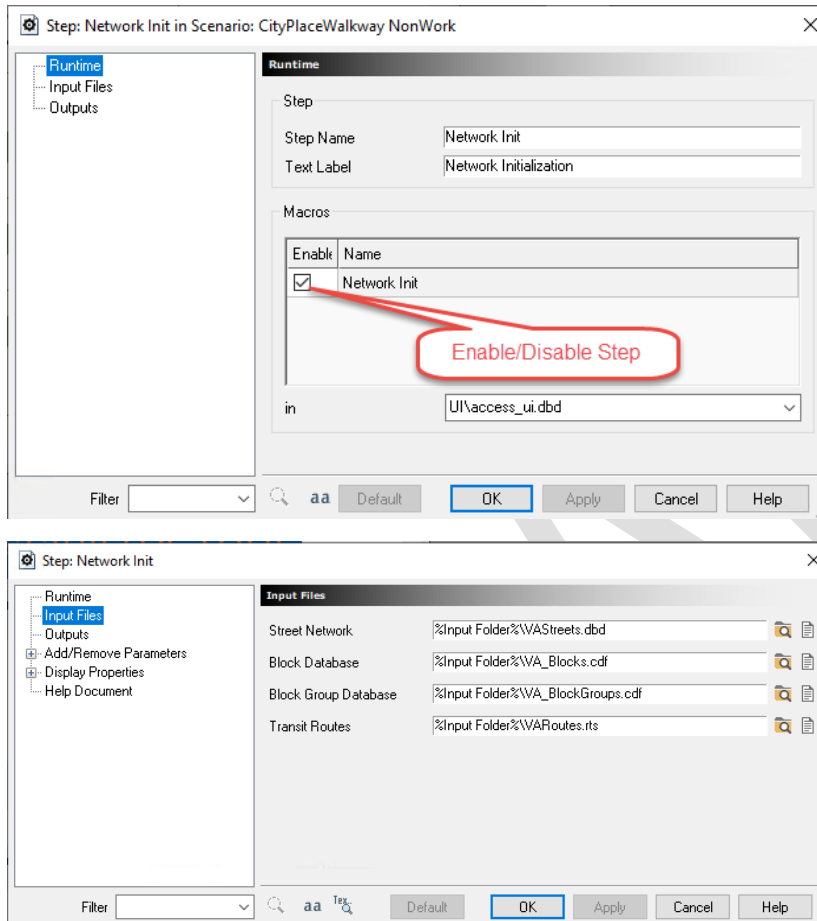 Step: Network Init in Scenario: CityPlaceWalkway NonWork
Runtime
Input Files
Outputs
Runtime
Step
Step Name Network Init
Text Label Network Initialization
Macros
Enable Name
Network Init
Enable/Disable Step
in UI\access_ui.dbd
Filter aa Default OK Apply Cancel Help
Step: Network Init
Runtime
Input Files
Outputs
Add/Remove Parameters
Display Properties
Help Document
Input Files
Street Network %Input Folder%\VAStreets.dbd
Block Database %Input Folder%\VA_Blocks.cdf
Block Group Database %Input Folder%\VA_BlockGroups.cdf
Transit Routes %Input Folder%\VARoutes.rts
Filter aa Tex Default OK Apply Cancel Help